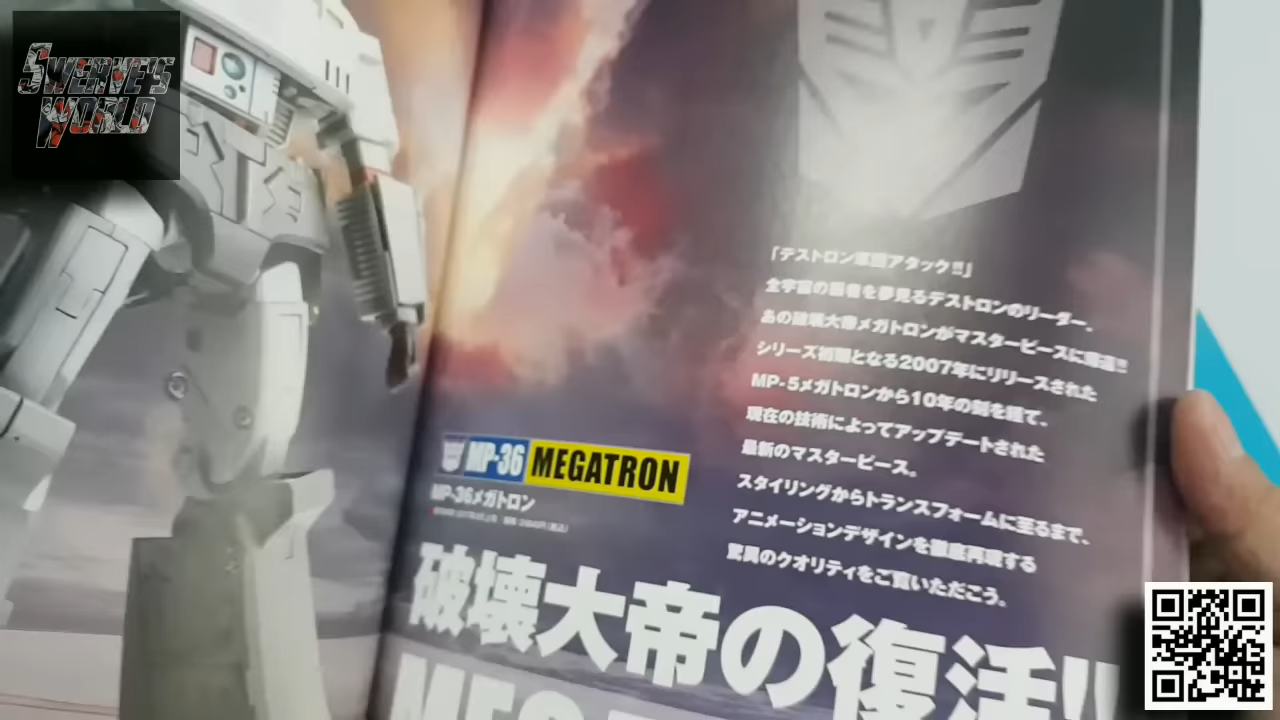 SWERVE'S
WORLD
「テストロン軍団アタック!!」
全宇宙の覇者を夢見るデストロンのリーダー。
あの破壊大帝メガトロンがマスターピースに降臨!!
シリーズ初期となる2007年にリリースされた
MP-5メガトロンから10年の刻を経て、
現在の技術によってアップデートされた
最新のマスターピース。
スタイリングからトランスフォームに至るまで、
アニメーションデザインを徹底再現する
驚異のクオリティをご覧いただこう。
MP-36 MEGATRON
MP-36メガトロン
破壊大帝の復活!!